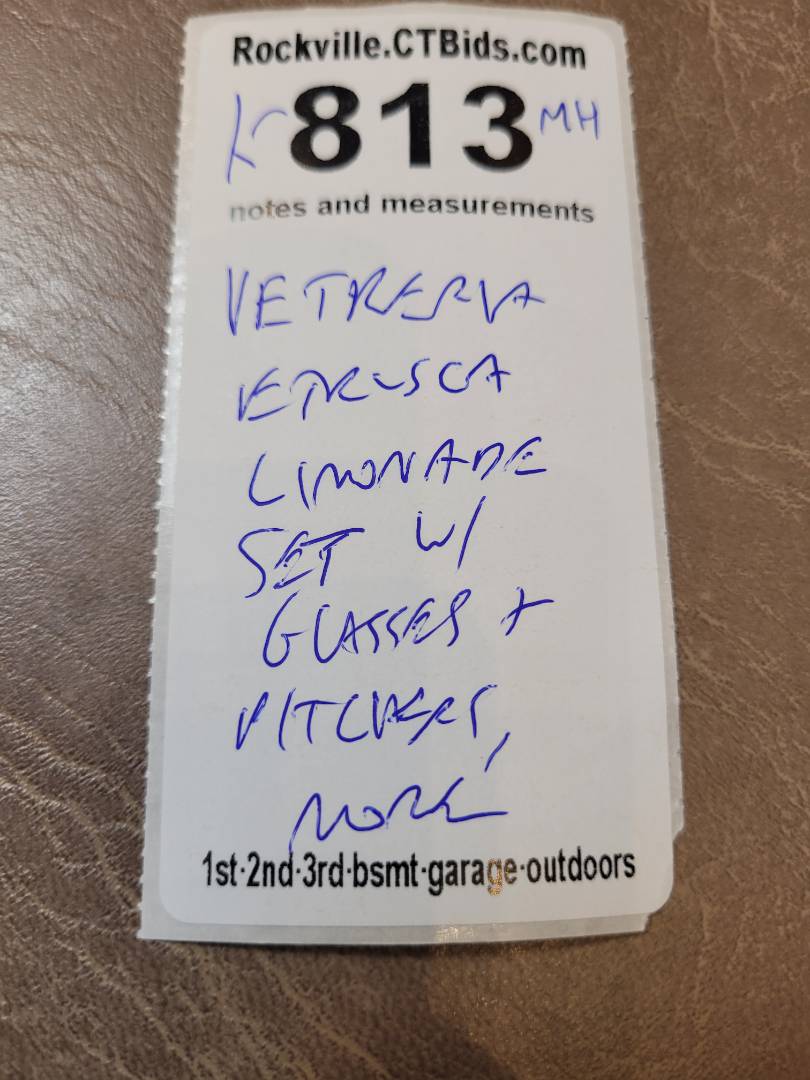 Rockville.CTBids.com
K 813 MH
notes and measurements
VETRERIA
ETRUSCA
LIMONADE
SET W/
GLASSES +
PITCHERS,
MORE
1st·2nd·3rd·bsmt·garage·outdoors